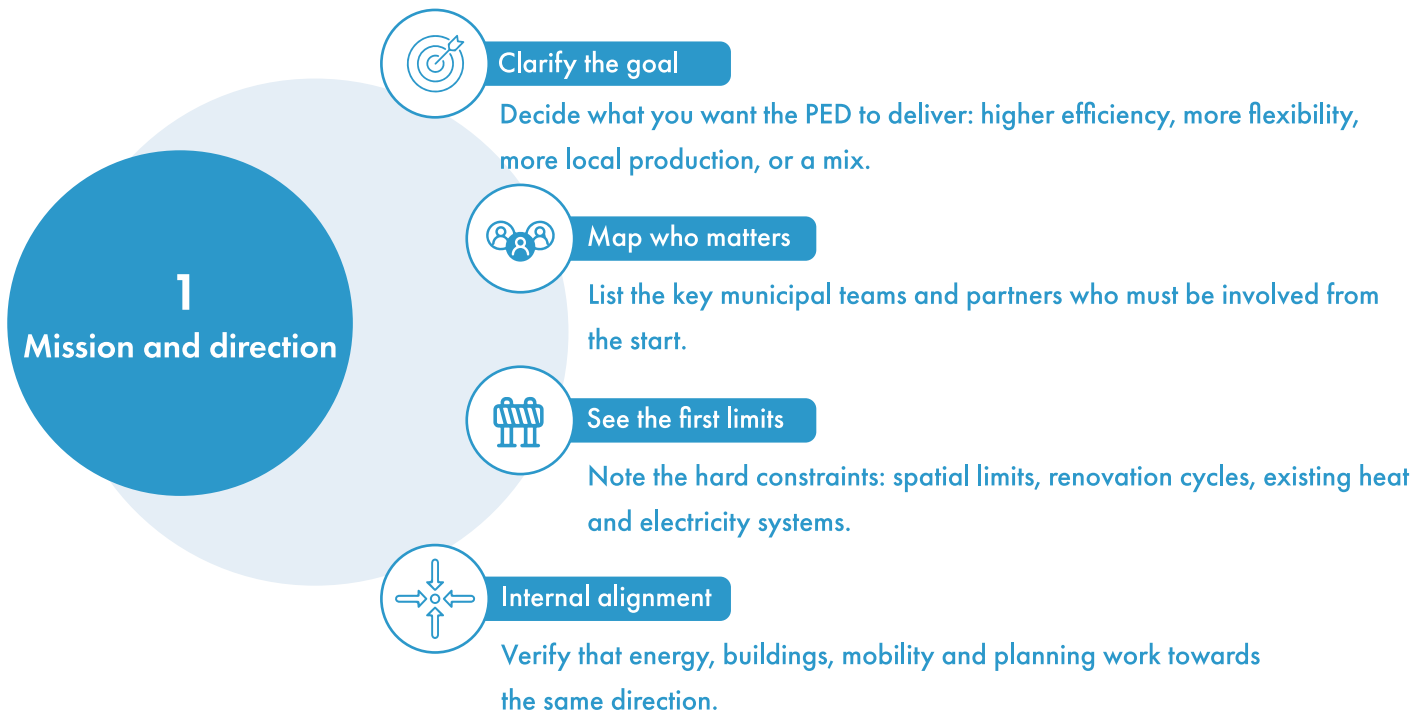 1
Mission and direction
Clarify the goal
Decide what you want the PED to deliver: higher efficiency, more flexibility,
more local production, or a mix.
Map who matters
List the key municipal teams and partners who must be involved from
the start.
See the first limits
Note the hard constraints: spatial limits, renovation cycles, existing heat
and electricity systems.
Internal alignment
Verify that energy, buildings, mobility and planning work towards
the same direction.